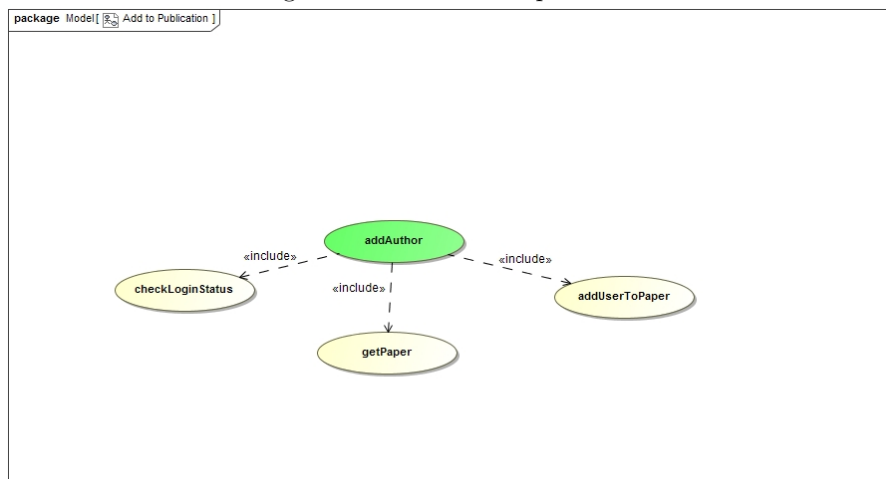 package Model[ Add to Publication ]
addAuthor
«include»
«include»
checkLoginStatus
«include»
addUserToPaper
getPaper